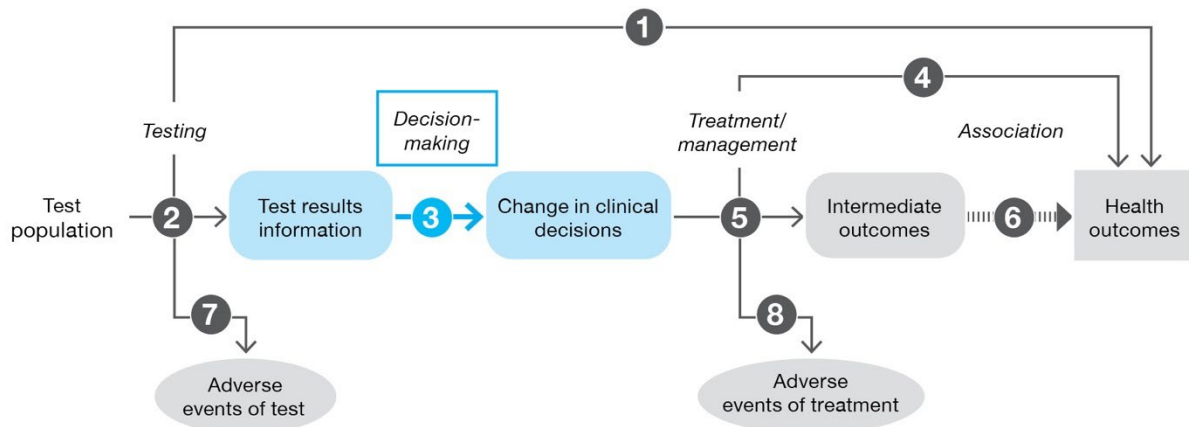 1
4
Testing
Decision-
making
Treatment/
management
Association
Test
population
2
Test results
information
3
Change in clinical
decisions
5
Intermediate
outcomes
6
Health
outcomes
7
8
Adverse
events of test
Adverse
events of treatment